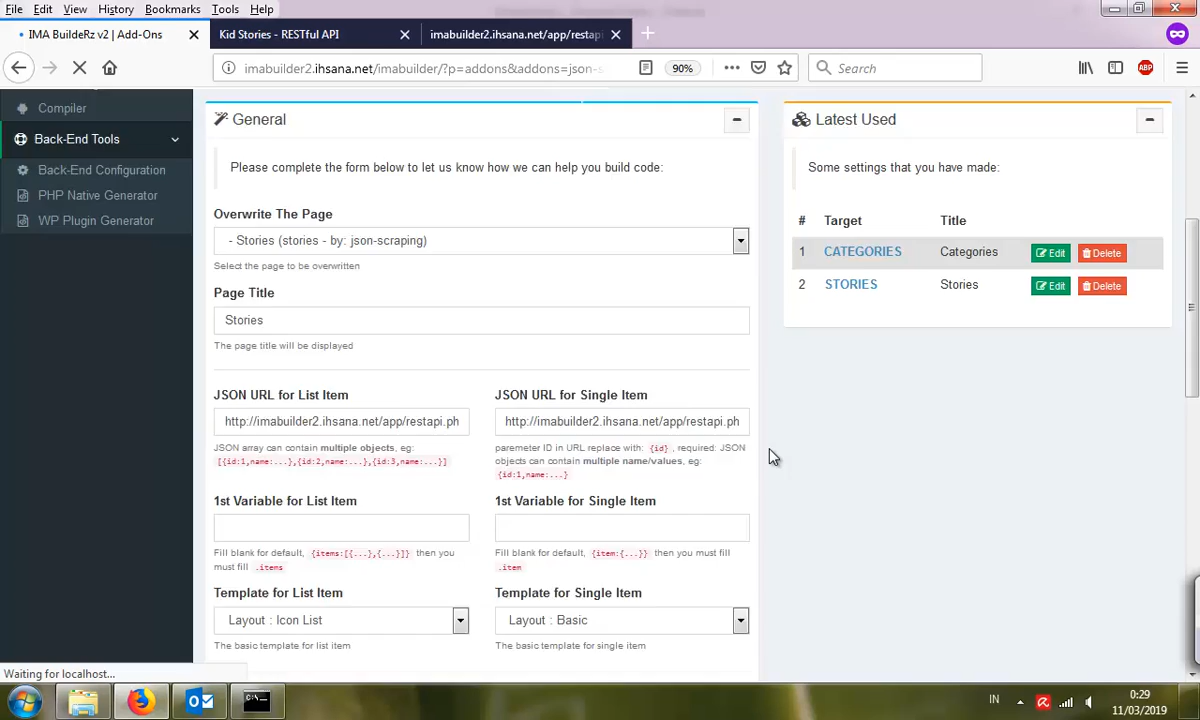 File Edit View History Bookmarks Tools Help
IMA BuildeRz v2 | Add-Ons
Kid Stories - RESTful API
imabuilder2.ihsana.net/app/resta
imabuilder2.ihsana.net/imabuilder/?p=addons&addons=json-s
90%
Search
ABP
Compiler
Back-End Tools
Back-End Configuration
PHP Native Generator
WP Plugin Generator
General
Please complete the form below to let us know how we can help you build code:
Overwrite The Page
- Stories (stories - by: json-scraping)
Select the page to be overwritten
Page Title
Stories
The page title will be displayed
JSON URL for List Item
http://imabuilder2.ihsana.net/app/restapi.ph
JSON array can contain multiple objects, eg:
[{id:1,name:...},{id:2,name:...},{id:3,name:...}]
JSON URL for Single Item
http://imabuilder2.ihsana.net/app/restapi.ph
paremeter ID in URL replace with: {id} , required: JSON
objects can contain multiple name/values, eg:
{id:1,name:...}
1st Variable for List Item
Fill blank for default, {items:[{...},{...}]} then you
must fill .items
1st Variable for Single Item
Fill blank for default, {item:{...}} then you must fill
.item
Template for List Item
Layout : Icon List
The basic template for list item
Template for Single Item
Layout : Basic
The basic template for single item
Latest Used
Some settings that you have made:
# Target Title
1 CATEGORIES Categories Edit Delete
2 STORIES Stories Edit Delete
Waiting for localhost...
IN
0:29
11/03/2019